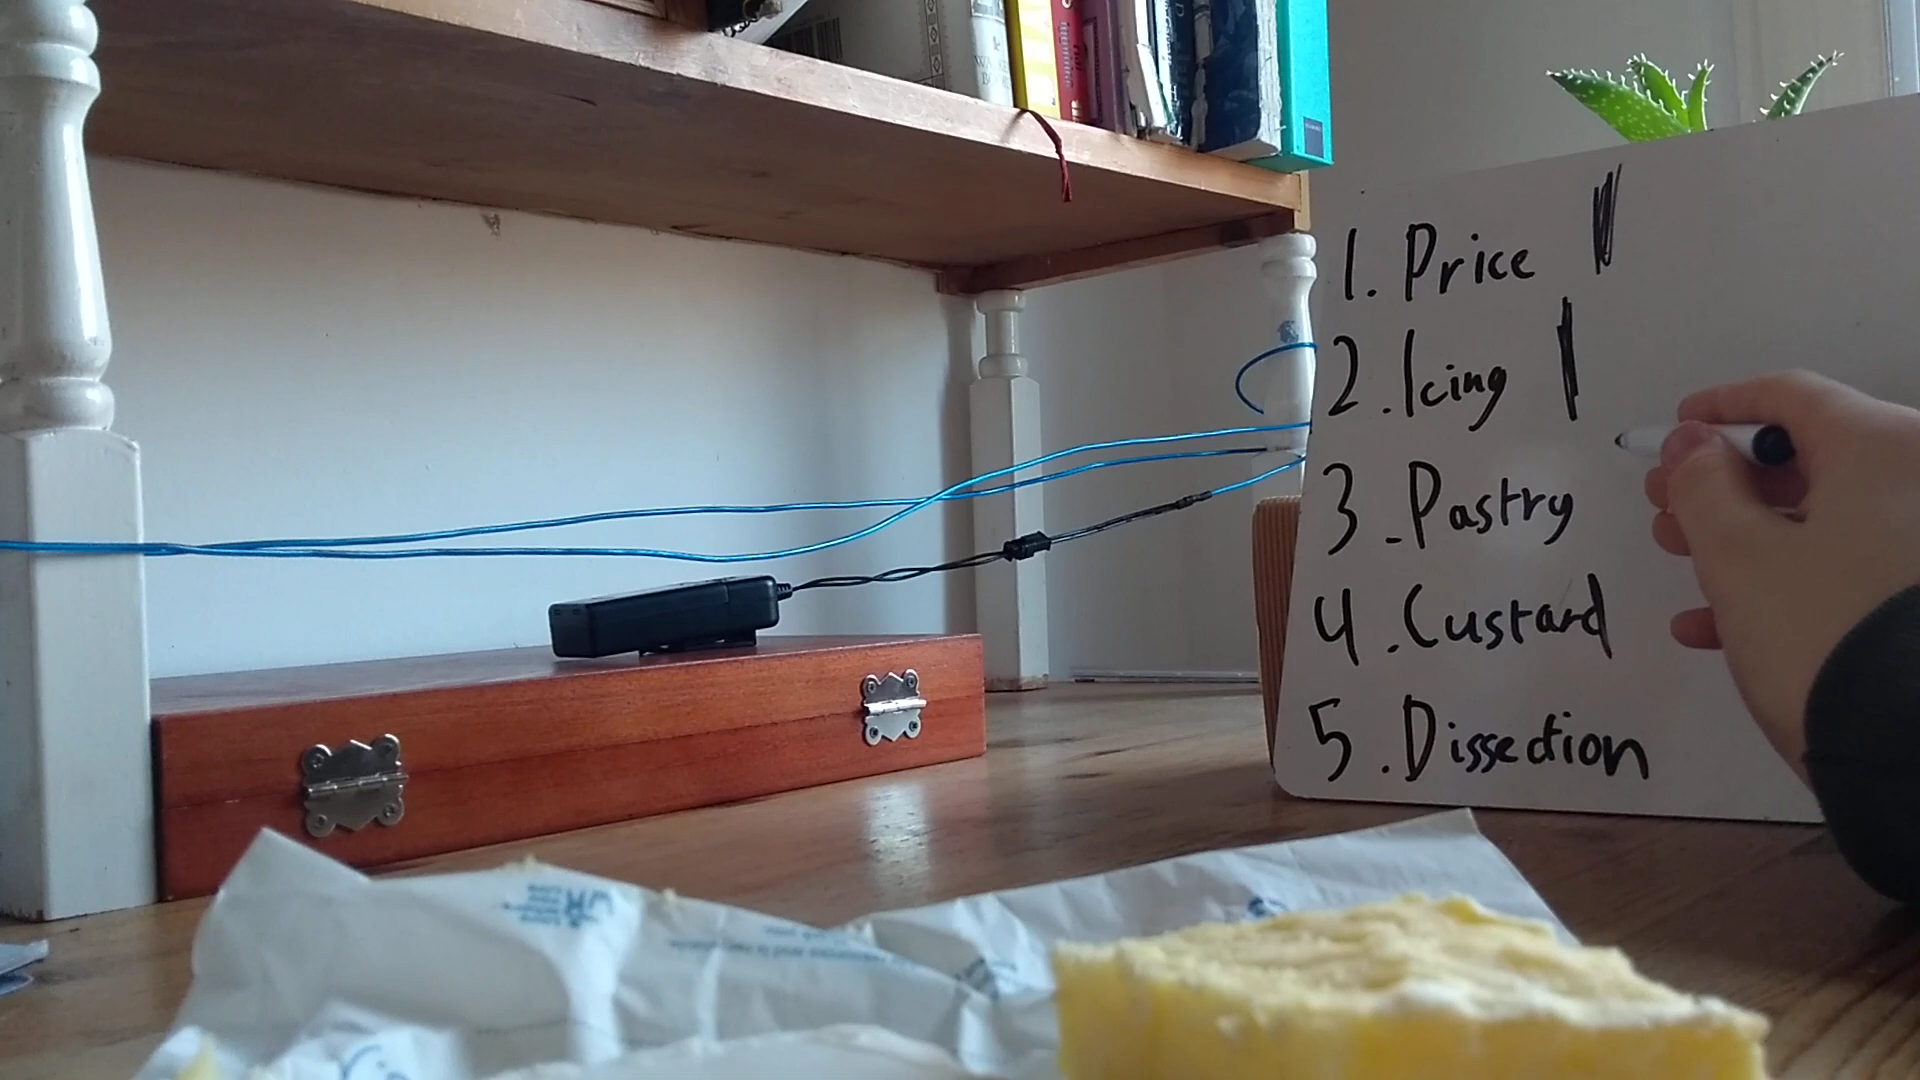 1. Price
2. Icing
3. Pastry
4. Custard
5. Dissection